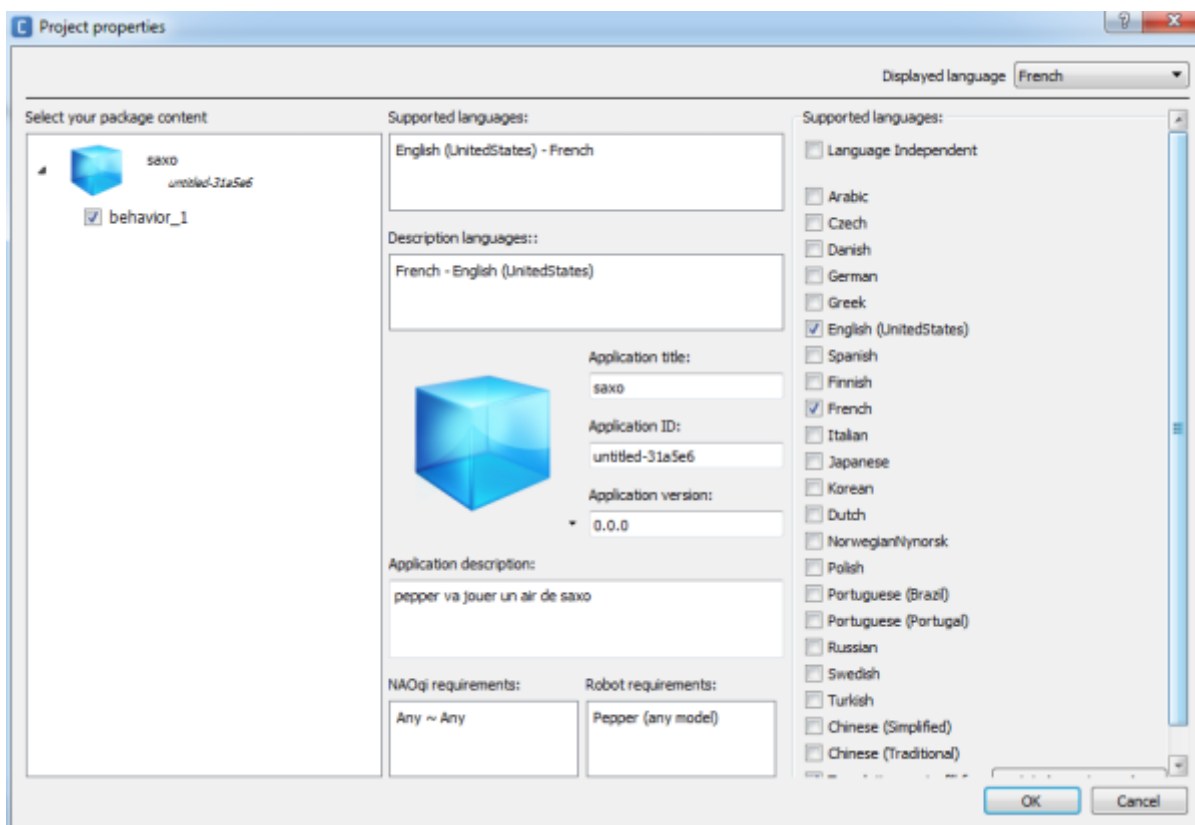 Project properties
Displayed language French
Select your package content
saxo
untitled-31a5e6
behavior_1
Supported languages:
English (UnitedStates) - French
Description languages::
French - English (UnitedStates)
Application title:
saxo
Application ID:
untitled-31a5e6
Application version:
0.0.0
Application description:
pepper va jouer un air de saxo
NAOqi requirements:
Any ~ Any
Robot requirements:
Pepper (any model)
Supported languages:
Language Independent
Arabic
Czech
Danish
German
Greek
English (UnitedStates)
Spanish
Finnish
French
Italian
Japanese
Korean
Dutch
NorwegianNynorsk
Polish
Portuguese (Brazil)
Portuguese (Portugal)
Russian
Swedish
Turkish
Chinese (Simplified)
Chinese (Traditional)
OK
Cancel